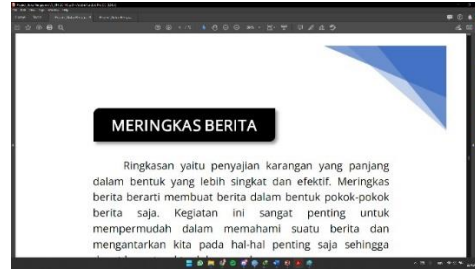 MERINGKAS BERITA
Ringkasan yaitu penyajian karangan yang panjang
dalam bentuk yang lebih singkat dan efektif. Meringkas
berita berarti membuat berita dalam bentuk pokok-pokok
berita saja. Kegiatan ini sangat penting untuk
mempermudah dalam memahami suatu berita dan
mengantarkan kita pada hal-hal penting saja sehingga